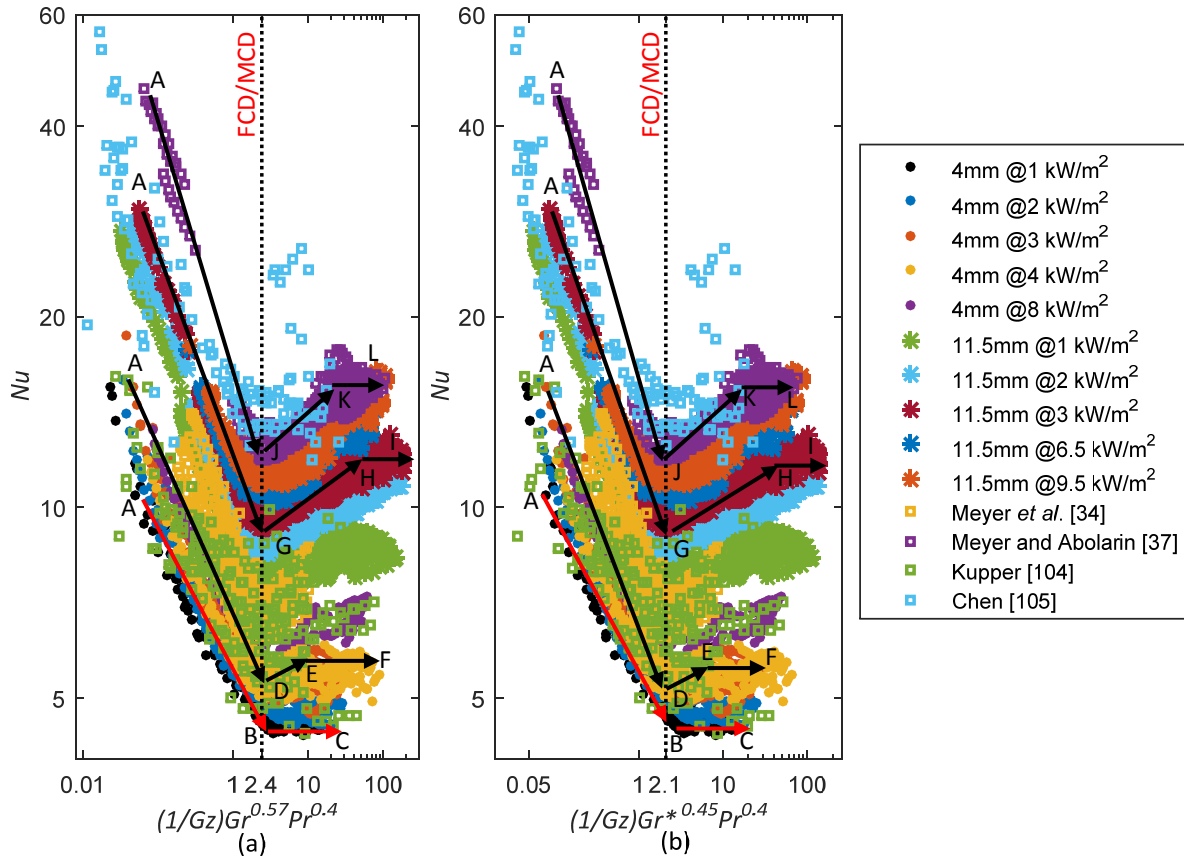 60
40
20
10
5
Nu
FCD/MCD
A
A
A
A
B
C
D
E
F
G
H
I
J
K
L
0.01
1
2.4
10
100
(1/Gz)Gr^0.57Pr^0.4
(a)
Nu
FCD/MCD
A
A
A
A
B
C
D
E
F
G
H
I
J
K
L
0.05
1
2.1
10
100
(1/Gz)Gr*^0.45Pr^0.4
(b)
4mm @1 kW/m²
4mm @2 kW/m²
4mm @3 kW/m²
4mm @4 kW/m²
4mm @8 kW/m²
11.5mm @1 kW/m²
11.5mm @2 kW/m²
11.5mm @3 kW/m²
11.5mm @6.5 kW/m²
11.5mm @9.5 kW/m²
Meyer et al. [34]
Meyer and Abolarin [37]
Kupper [104]
Chen [105]